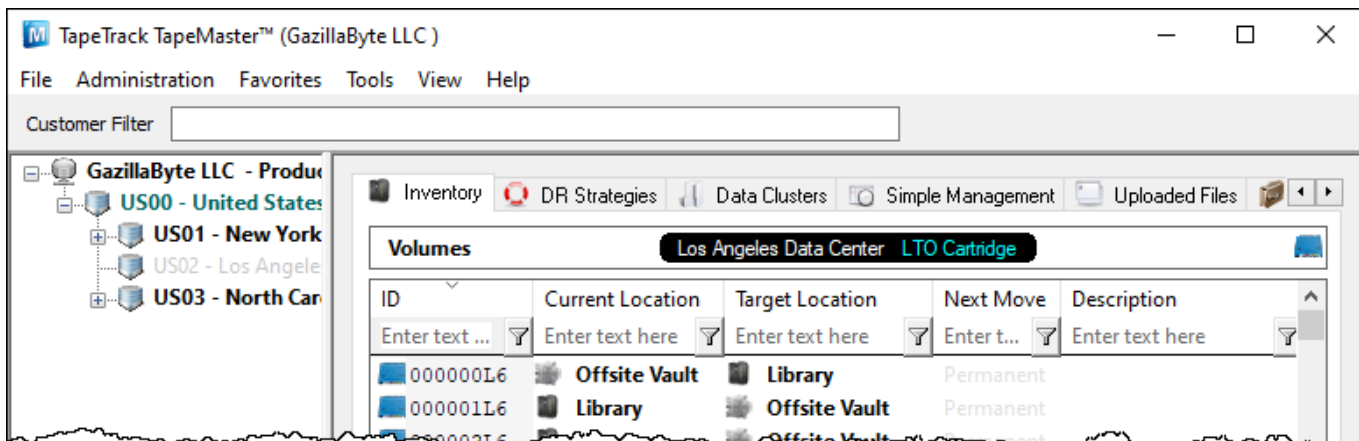 TapeTrack TapeMaster™ (GazillaByte LLC )
File Administration Favorites Tools View Help
Customer Filter
GazillaByte LLC - Produc
US00 - United States
US01 - New York
US02 - Los Angele
US03 - North Car
Inventory DR Strategies Data Clusters Simple Management Uploaded Files
Volumes Los Angeles Data Center LTO Cartridge
ID Current Location Target Location Next Move Description
Enter text ... Enter text here Enter text here Enter t... Enter text here
000000L6 Offsite Vault Library Permanent
000001L6 Library Offsite Vault Permanent
Offsite Vault